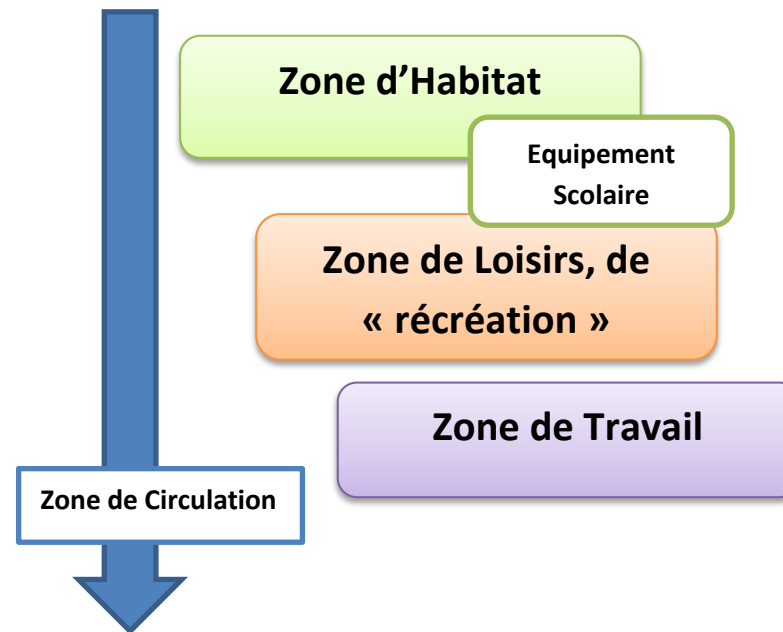 Zone d’Habitat
Equipement
Scolaire
Zone de Loisirs, de
« récréation »
Zone de Travail
Zone de Circulation